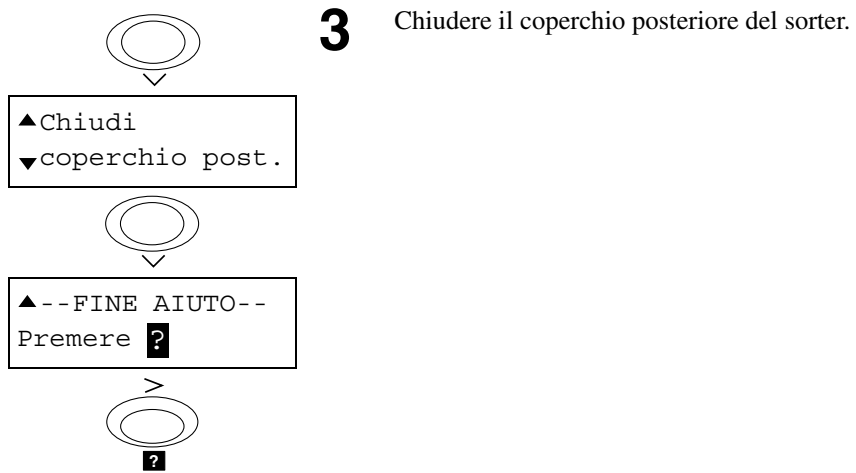 3 Chiudere il coperchio posteriore del sorter.
▲Chiudi
▼coperchio post.
▲--FINE AIUTO--
Premere ?
>
?